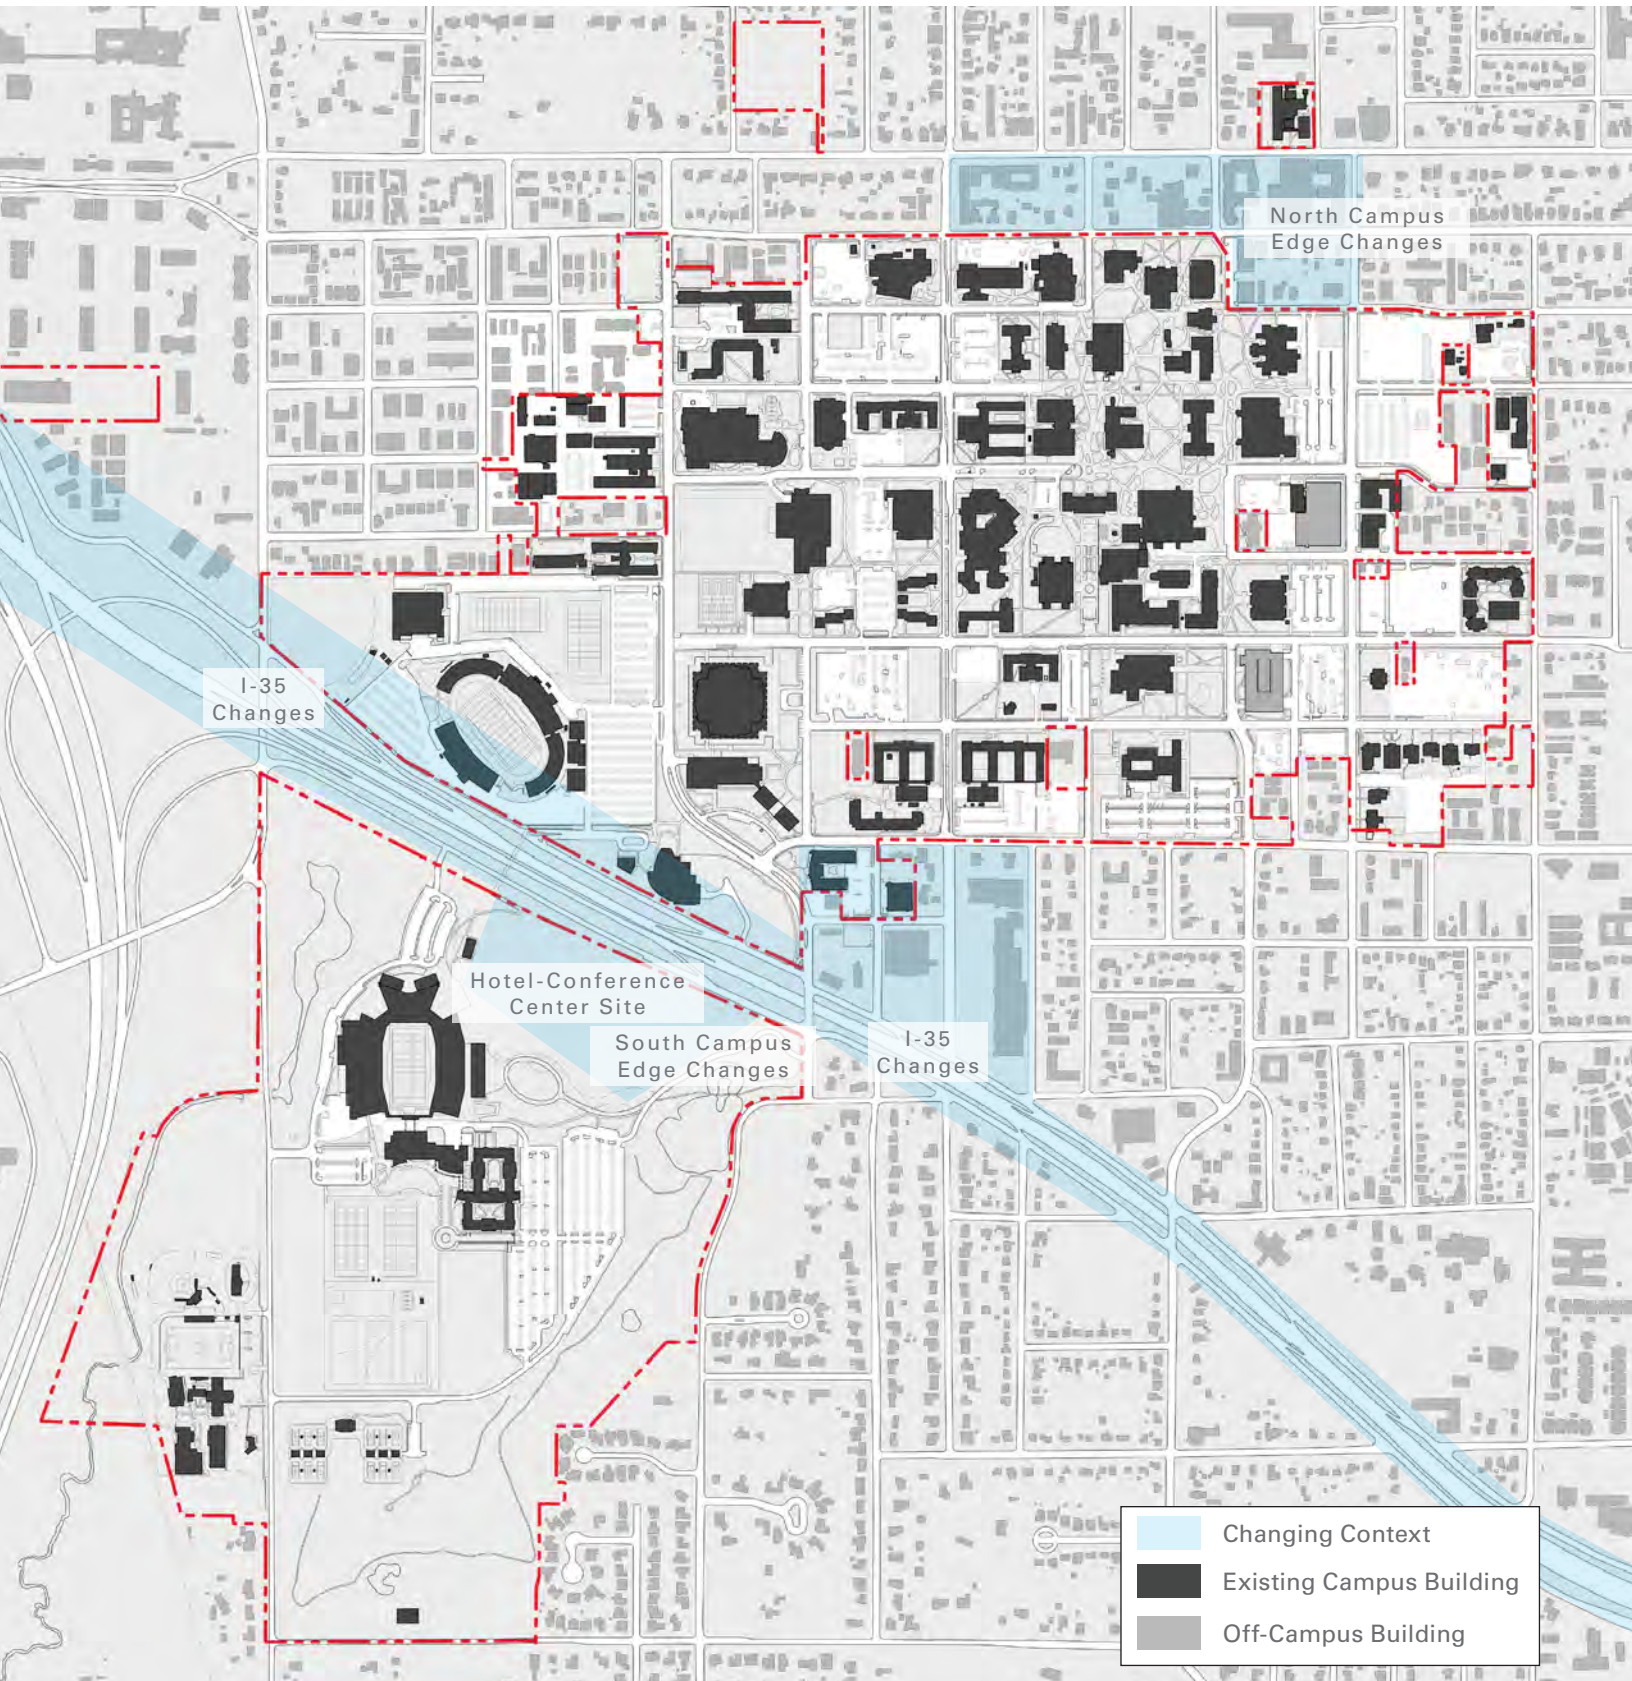 North Campus
Edge Changes
I-35
Changes
Hotel-Conference
Center Site
South Campus
Edge Changes
I-35
Changes
Changing Context
Existing Campus Building
Off-Campus Building